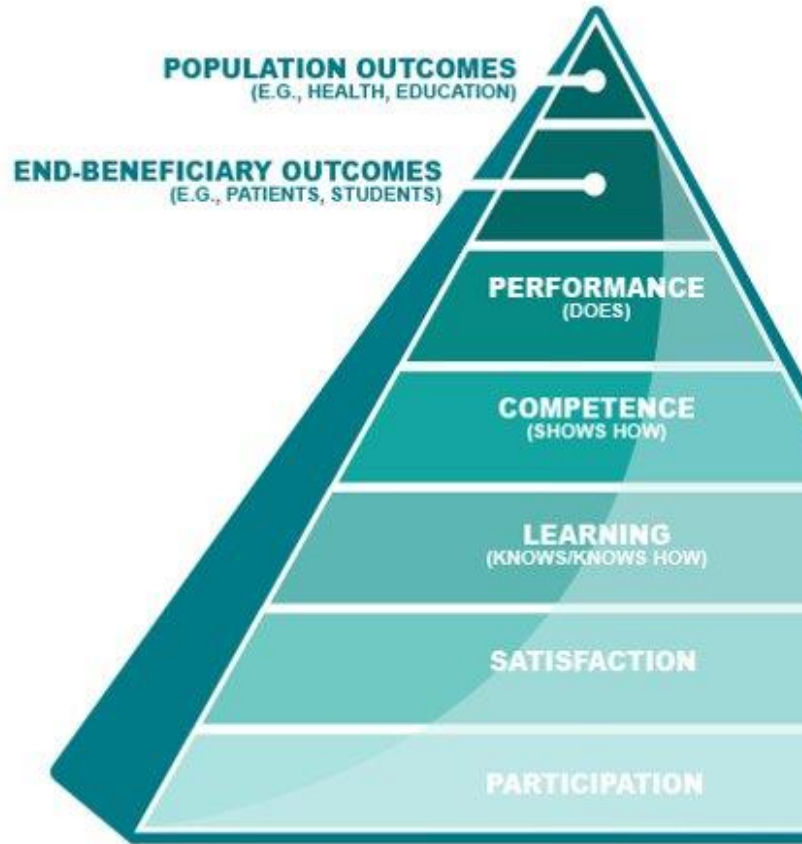 POPULATION OUTCOMES
(E.G., HEALTH, EDUCATION)
END-BENEFICIARY OUTCOMES
(E.G., PATIENTS, STUDENTS)
PERFORMANCE
(DOES)
COMPETENCE
(SHOWS HOW)
LEARNING
(KNOWS/KNOWS HOW)
SATISFACTION
PARTICIPATION